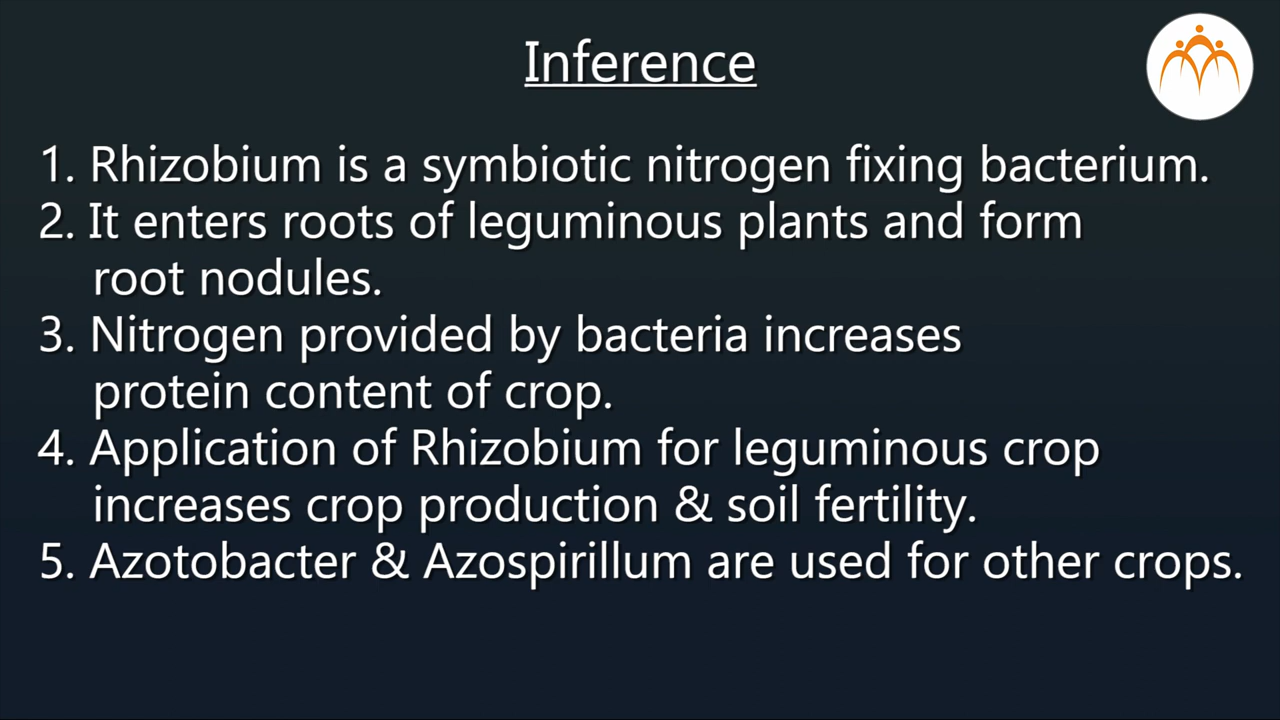 Inference
1. Rhizobium is a symbiotic nitrogen fixing bacterium.
2. It enters roots of leguminous plants and form
root nodules.
3. Nitrogen provided by bacteria increases
protein content of crop.
4. Application of Rhizobium for leguminous crop
increases crop production & soil fertility.
5. Azotobacter & Azospirillum are used for other crops.